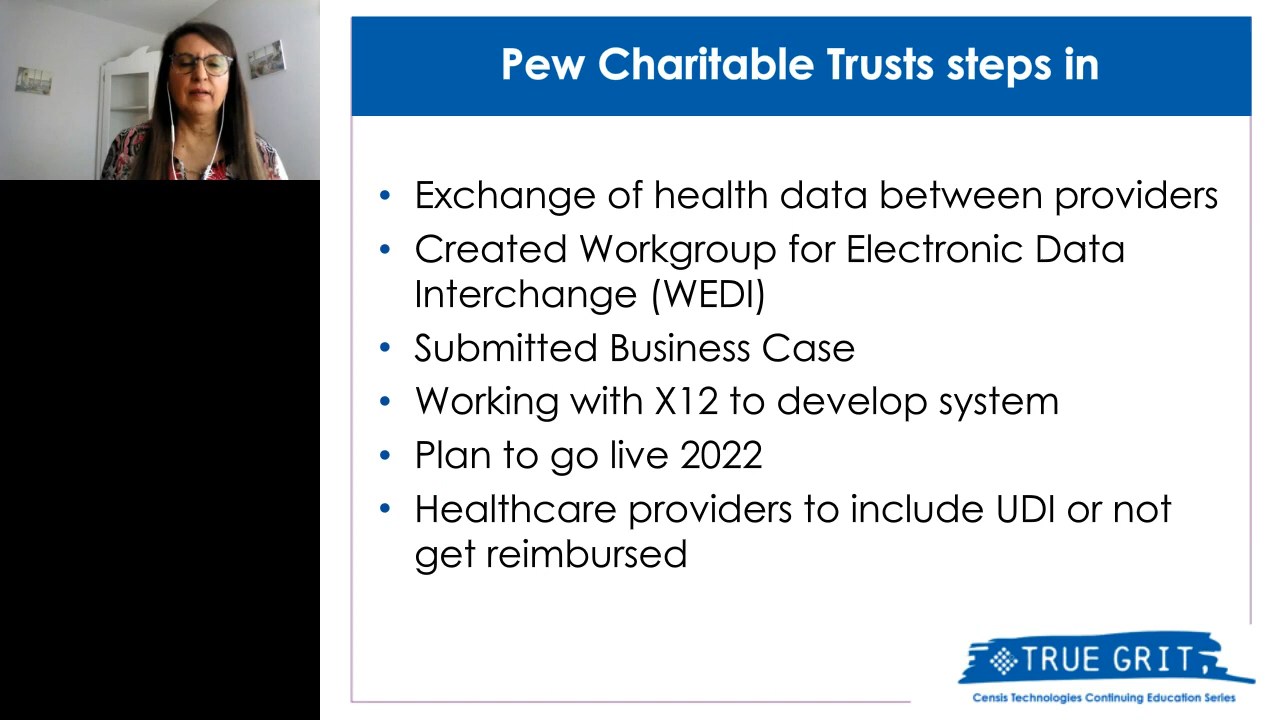 Pew Charitable Trusts steps in
• Exchange of health data between providers
• Created Workgroup for Electronic Data
Interchange (WEDI)
• Submitted Business Case
• Working with X12 to develop system
• Plan to go live 2022
• Healthcare providers to include UDI or not
get reimbursed
TRUE GRIT
Censis Technologies Continuing Education Series